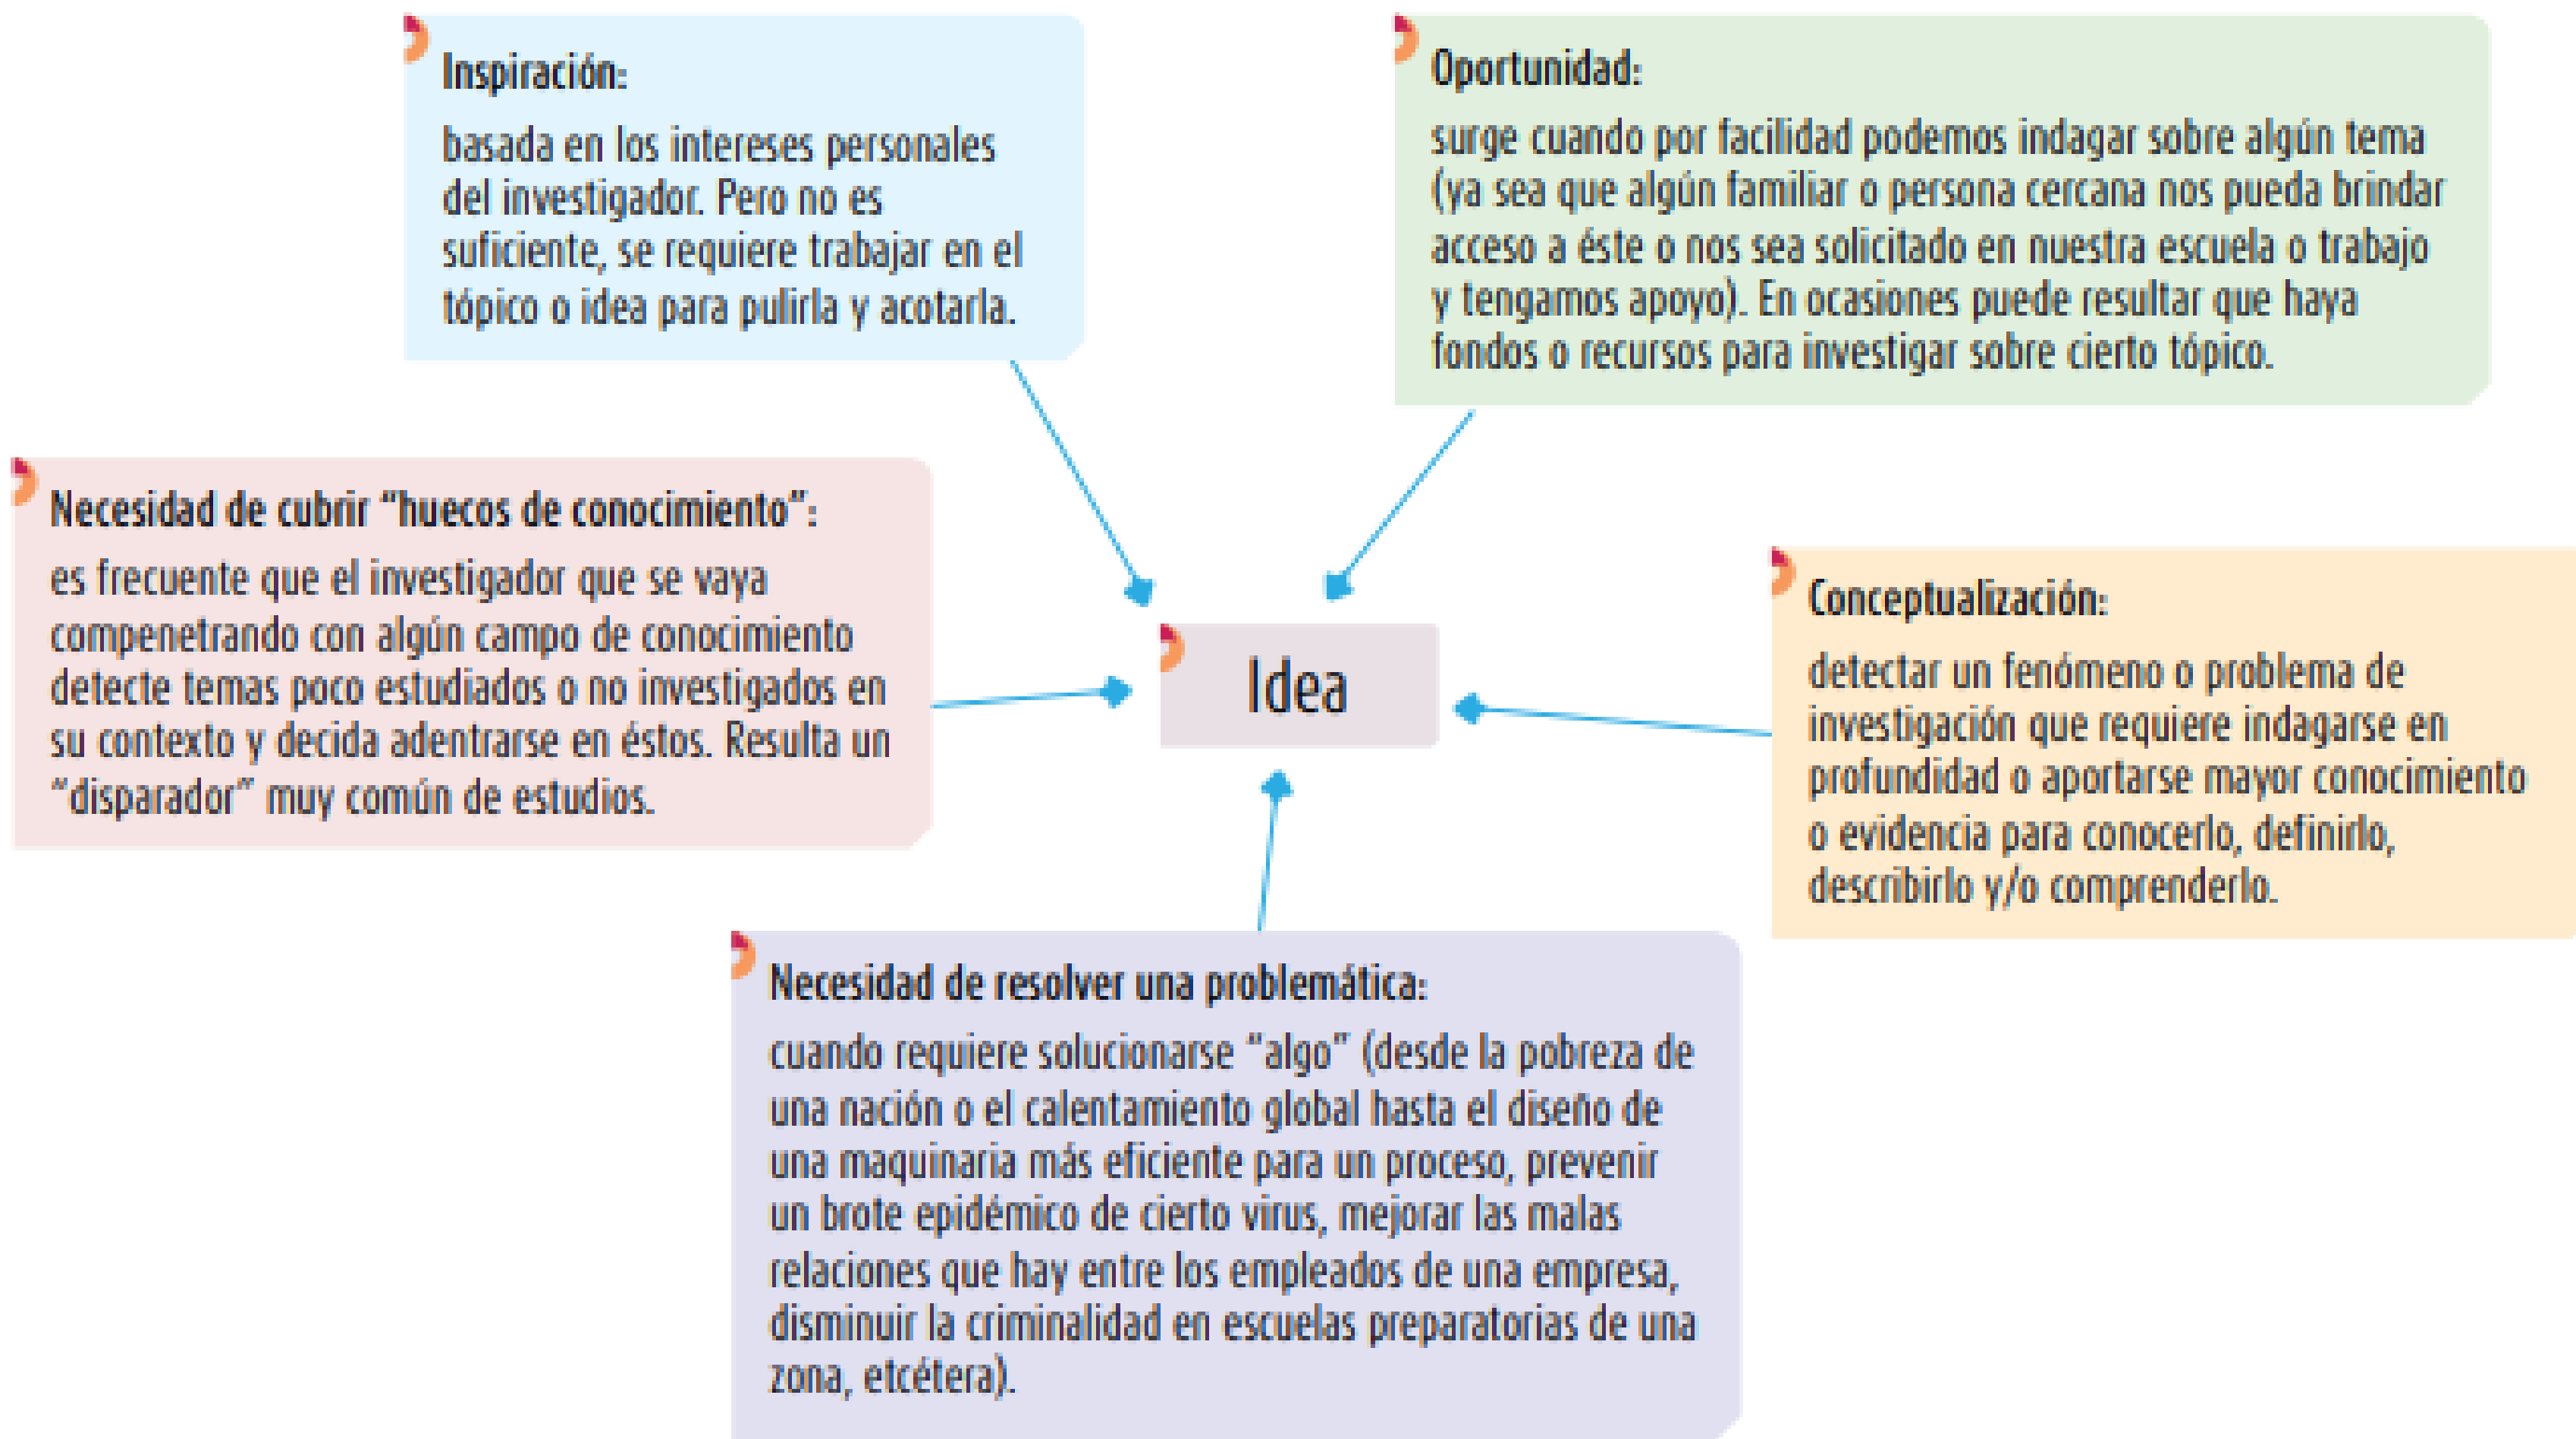 Inspiración:
basada en los intereses personales
del investigador. Pero no es
suficiente, se requiere trabajar en el
tópico o idea para pulirla y acotarla.
Oportunidad:
surge cuando por facilidad podemos indagar sobre algún tema
(ya sea que algún familiar o persona cercana nos pueda brindar
acceso a éste o nos sea solicitado en nuestra escuela o trabajo
y tengamos apoyo). En ocasiones puede resultar que haya
fondos o recursos para investigar sobre cierto tópico.
Necesidad de cubrir “huecos de conocimiento”:
es frecuente que el investigador que se vaya
compenetrando con algún campo de conocimiento
detecte temas poco estudiados o no investigados en
su contexto y decida adentrarse en éstos. Resulta un
“disparador” muy común de estudios.
Idea
Conceptualización:
detectar un fenómeno o problema de
investigación que requiere indagarse en
profundidad o aportarse mayor conocimiento
o evidencia para conocerlo, definirlo,
describirlo y/o comprenderlo.
Necesidad de resolver una problemática:
cuando requiere solucionarse “algo” (desde la pobreza de
una nación o el calentamiento global hasta el diseño de
una maquinaria más eficiente para un proceso, prevenir
un brote epidémico de cierto virus, mejorar las malas
relaciones que hay entre los empleados de una empresa,
disminuir la criminalidad en escuelas preparatorias de una
zona, etcétera).